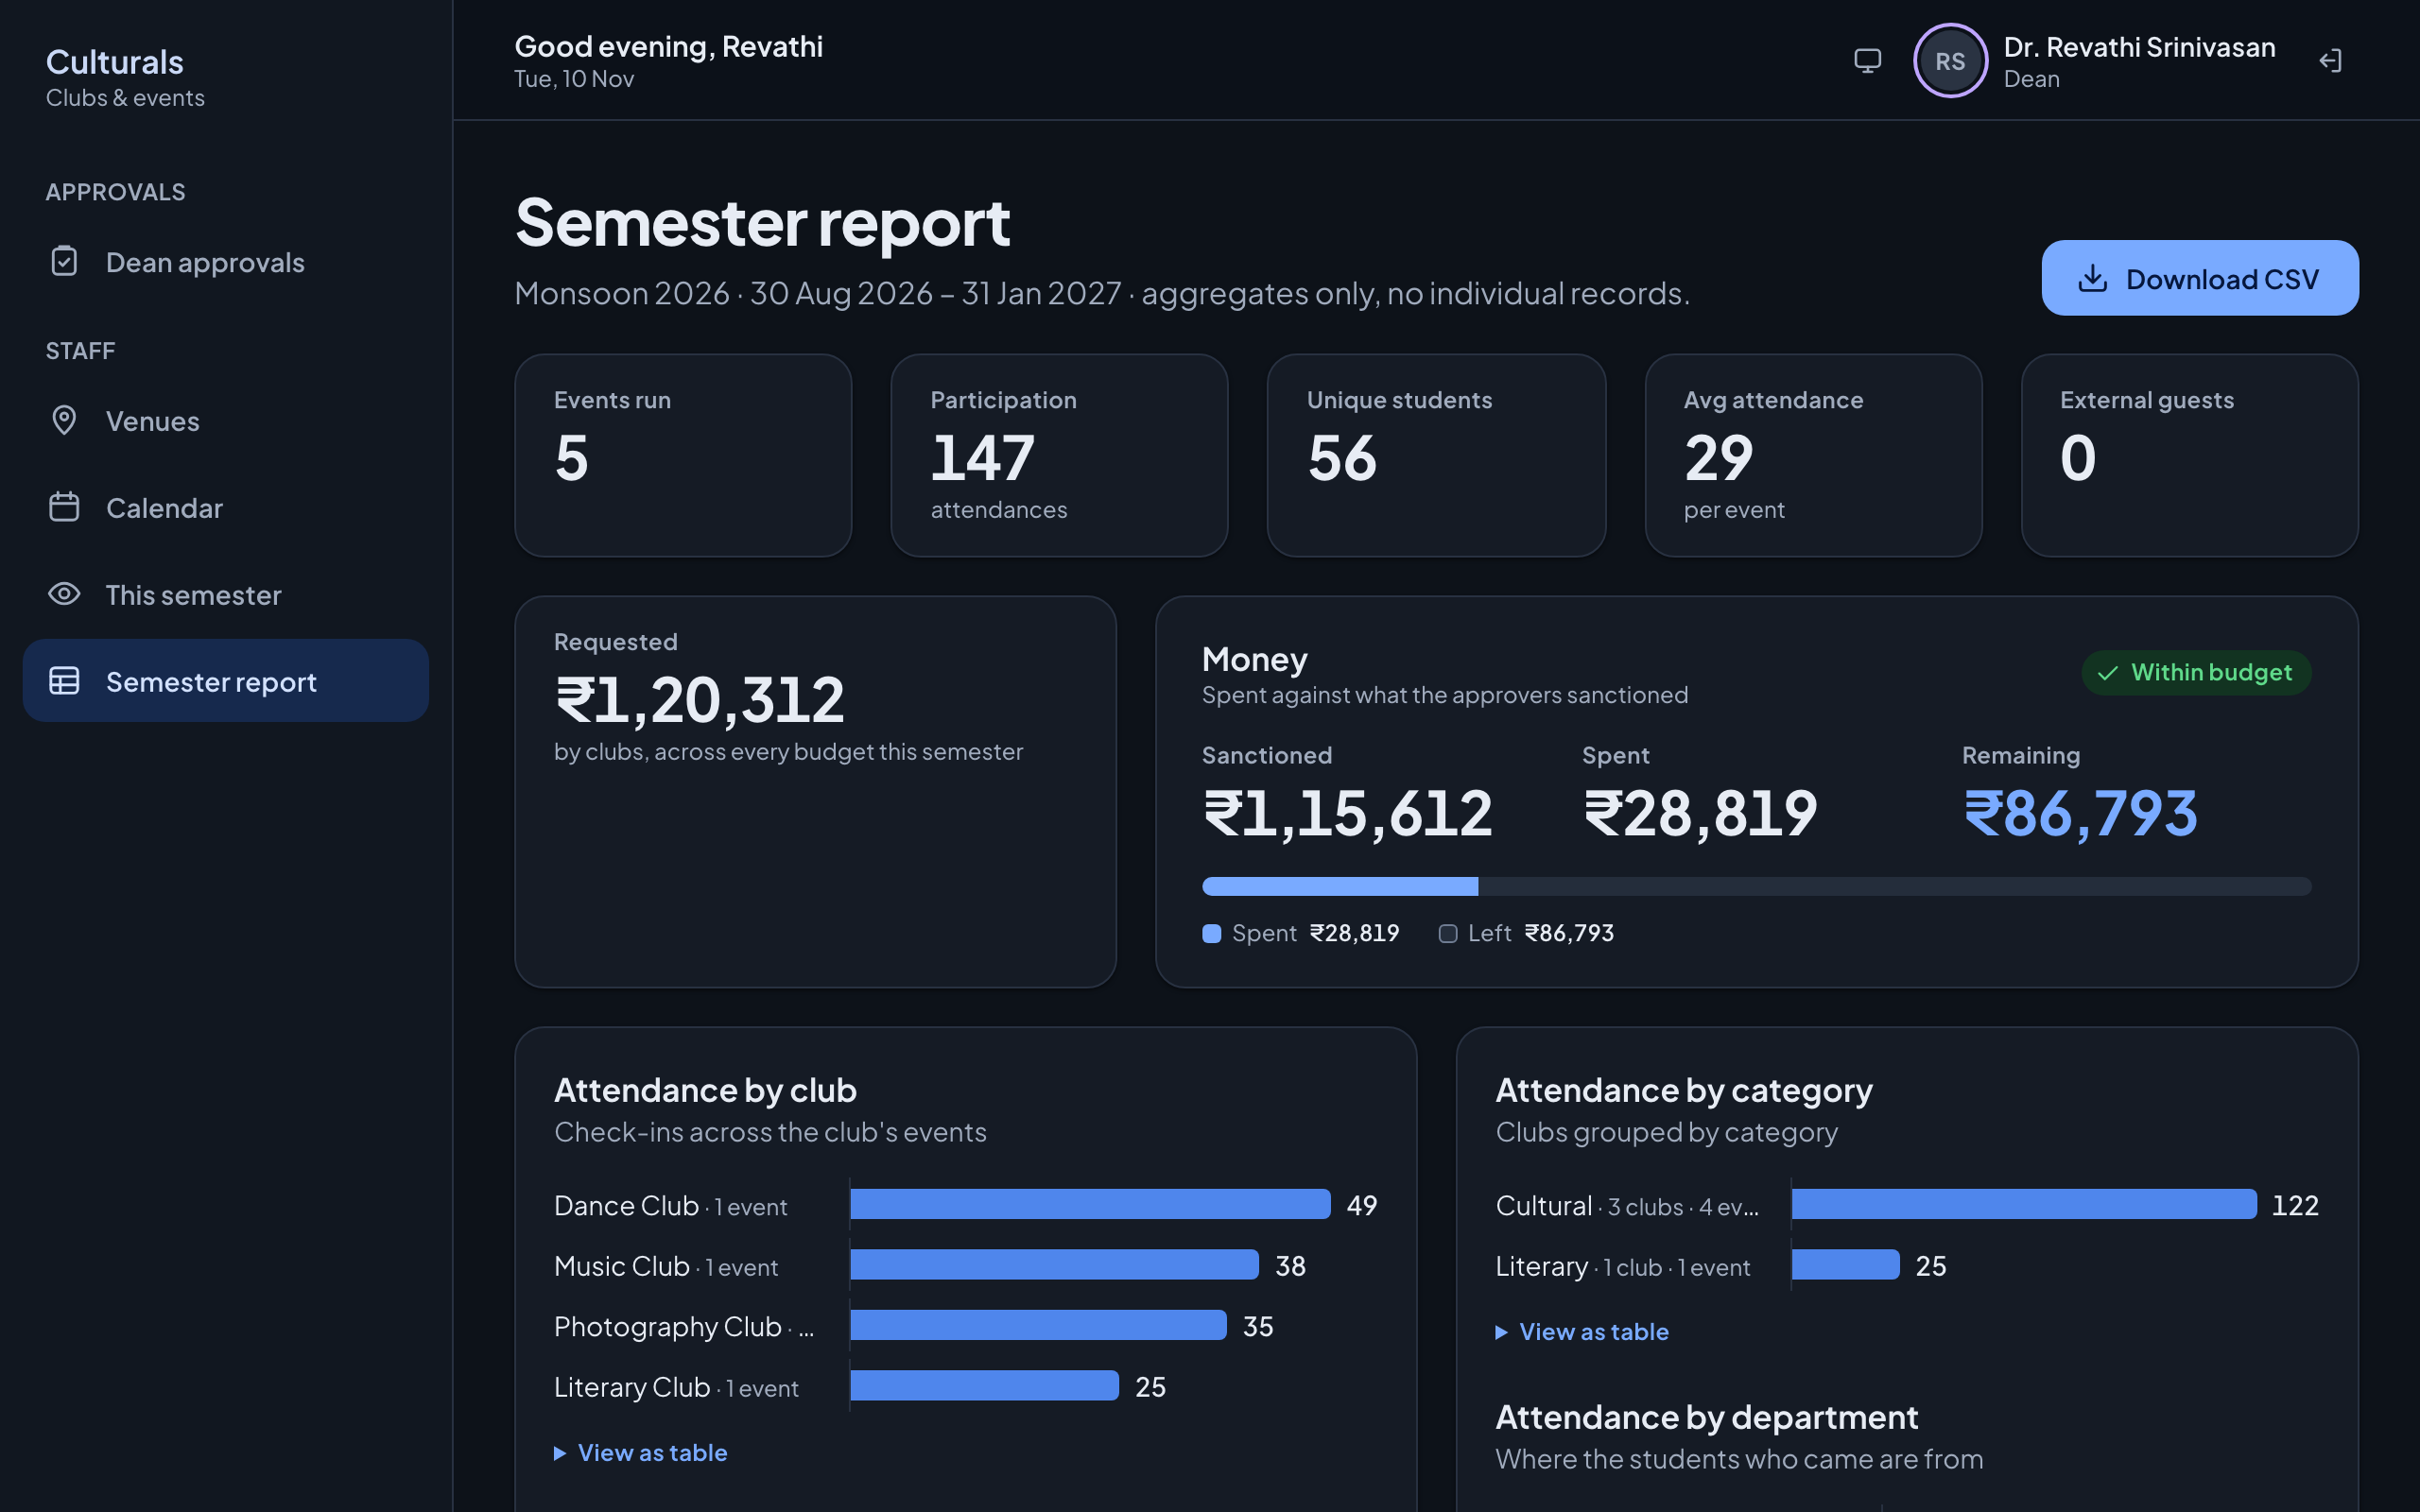 Culturals
Clubs & events
APPROVALS
Dean approvals
STAFF
Venues
Calendar
This semester
Semester report
Good evening, Revathi
Tue, 10 Nov
RS
Dr. Revathi Srinivasan
Dean
Semester report
Monsoon 2026 · 30 Aug 2026 – 31 Jan 2027 · aggregates only, no individual records.
Download CSV
Events run
5
Participation
147
attendances
Unique students
56
Avg attendance
29
per event
External guests
0
Requested
₹1,20,312
by clubs, across every budget this semester
Money
Spent against what the approvers sanctioned
Within budget
Sanctioned
₹1,15,612
Spent
₹28,819
Remaining
₹86,793
Spent ₹28,819
Left ₹86,793
Attendance by club
Check-ins across the club's events
Dance Club · 1 event 49
Music Club · 1 event 38
Photography Club · ... 35
Literary Club · 1 event 25
View as table
Attendance by category
Clubs grouped by category
Cultural · 3 clubs · 4 ev... 122
Literary · 1 club · 1 event 25
View as table
Attendance by department
Where the students who came are from